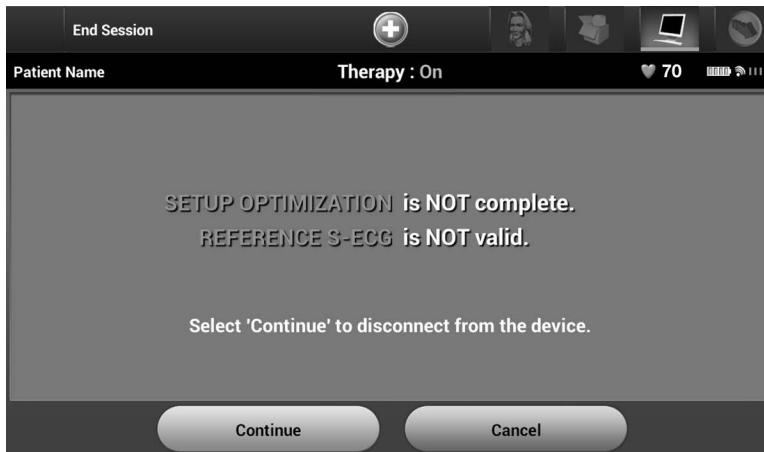 End Session
Patient Name
Therapy : On
70
SETUP OPTIMIZATION is NOT complete.
REFERENCE S-ECG is NOT valid.
Select 'Continue' to disconnect from the device.
Continue
Cancel